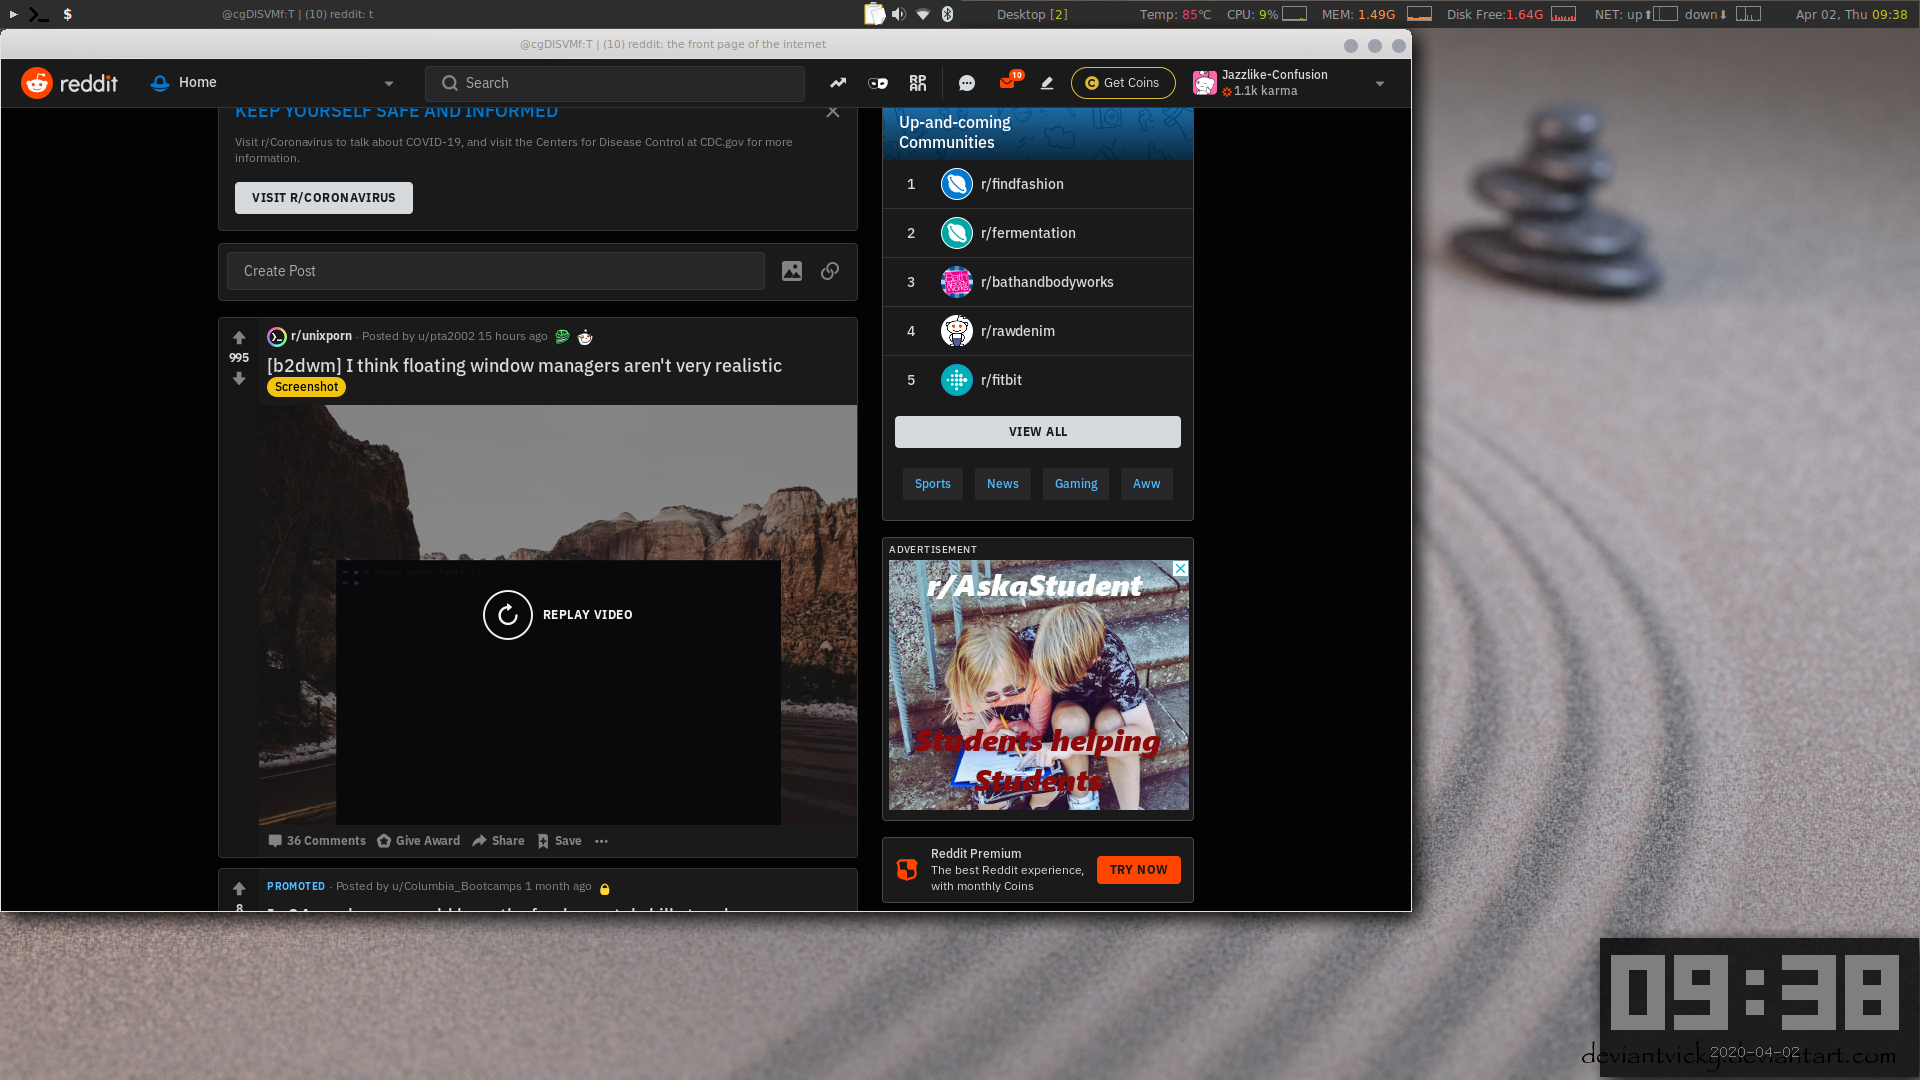 $
@cgDISVMf:T | (10) reddit: t
Desktop [2]
Temp: 85℃ CPU: 9% MEM: 1.49G Disk Free:1.64G NET: up⬆ down⬇ Apr 02, Thu 09:38
@cgDISVMf:T | (10) reddit: the front page of the internet
reddit
Home
Search
RPAN
10
Get Coins
Jazzlike-Confusion
1.1k karma
KEEP YOURSELF SAFE AND INFORMED
Visit r/Coronavirus to talk about COVID-19, and visit the Centers for Disease Control at CDC.gov for more
information.
VISIT R/CORONAVIRUS
Create Post
995
r/unixporn · Posted by u/pta2002 15 hours ago
[b2dwm] I think floating window managers aren't very realistic
Screenshot
REPLAY VIDEO
36 Comments Give Award Share Save ···
PROMOTED · Posted by u/Columbia_Bootcamps 1 month ago
8
Up-and-coming
Communities
1 r/findfashion
2 r/fermentation
3 r/bathandbodyworks
4 r/rawdenim
5 r/fitbit
VIEW ALL
Sports News Gaming Aww
ADVERTISEMENT
r/AskaStudent
Students helping
Students
Reddit Premium
The best Reddit experience,
with monthly Coins
TRY NOW
09:38
2020-04-02
deviantvicky.deviantart.com